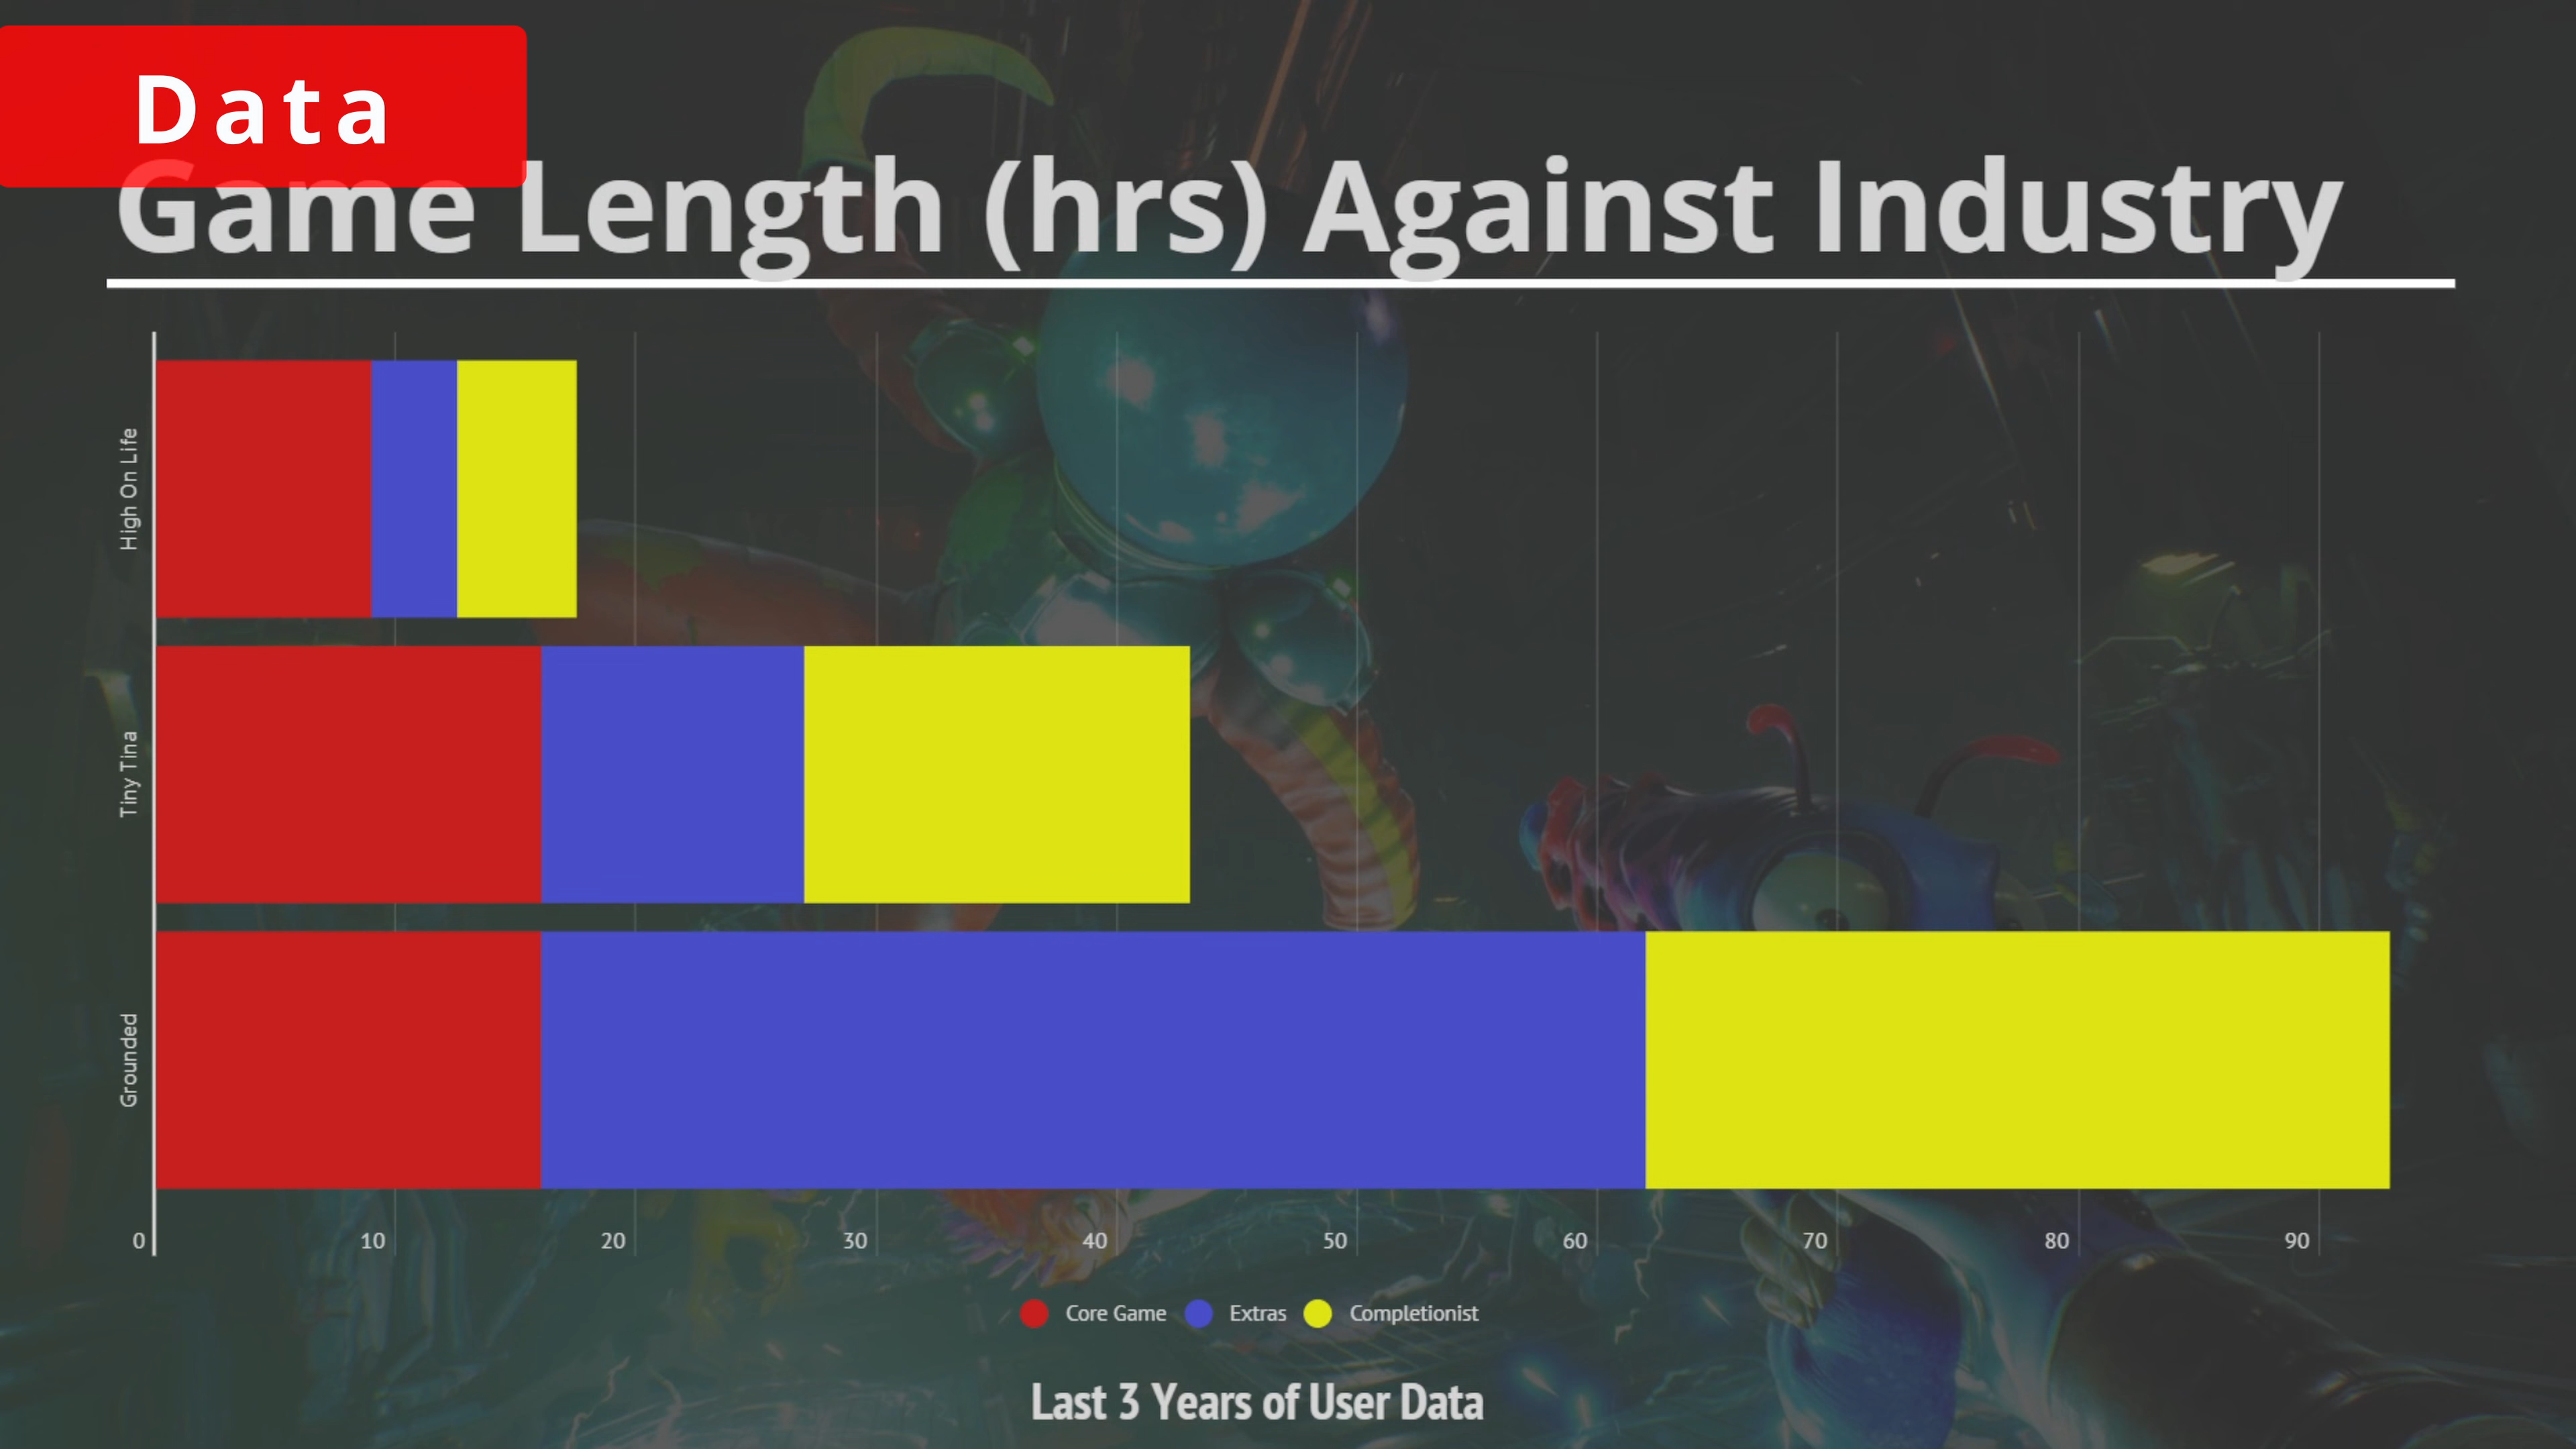 Data
Game Length (hrs) Against Industry
High On Life
Tiny Tina
Grounded
0 10 20 30 40 50 60 70 80 90
Core Game Extras Completionist
Last 3 Years of User Data